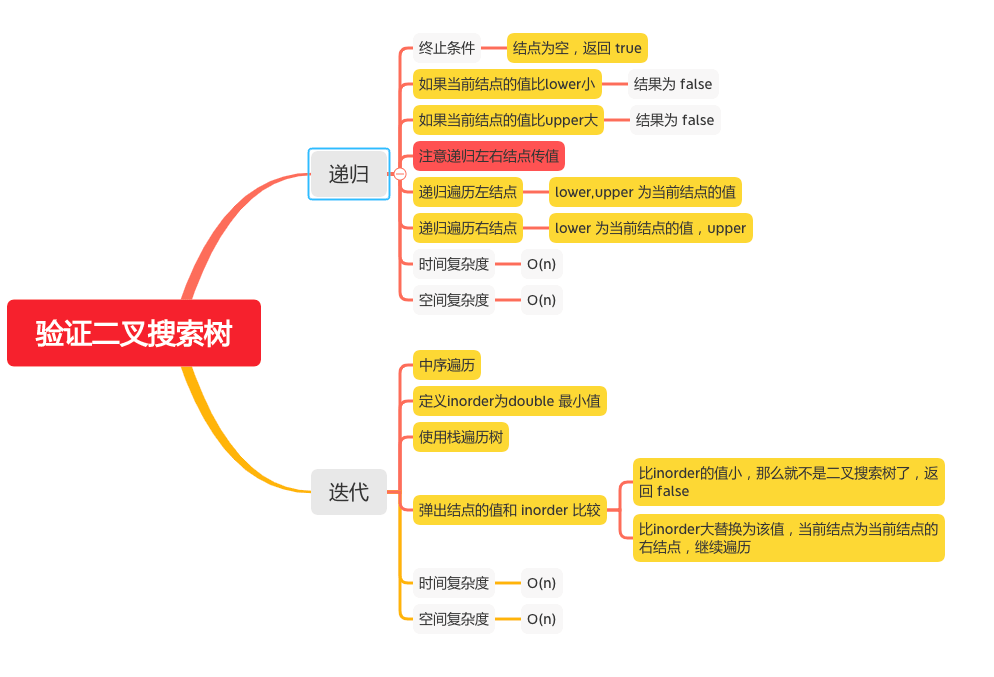 验证二叉搜索树
递归
终止条件
结点为空，返回 true
如果当前结点的值比lower小
结果为 false
如果当前结点的值比upper大
结果为 false
注意递归左右结点传值
递归遍历左结点
lower,upper 为当前结点的值
递归遍历右结点
lower 为当前结点的值，upper
时间复杂度
O(n)
空间复杂度
O(n)
迭代
中序遍历
定义inorder为double 最小值
使用栈遍历树
弹出结点的值和 inorder 比较
比inorder的值小，那么就不是二叉搜索树了，返
回 false
比inorder大替换为该值，当前结点为当前结点的
右结点，继续遍历
时间复杂度
O(n)
空间复杂度
O(n)